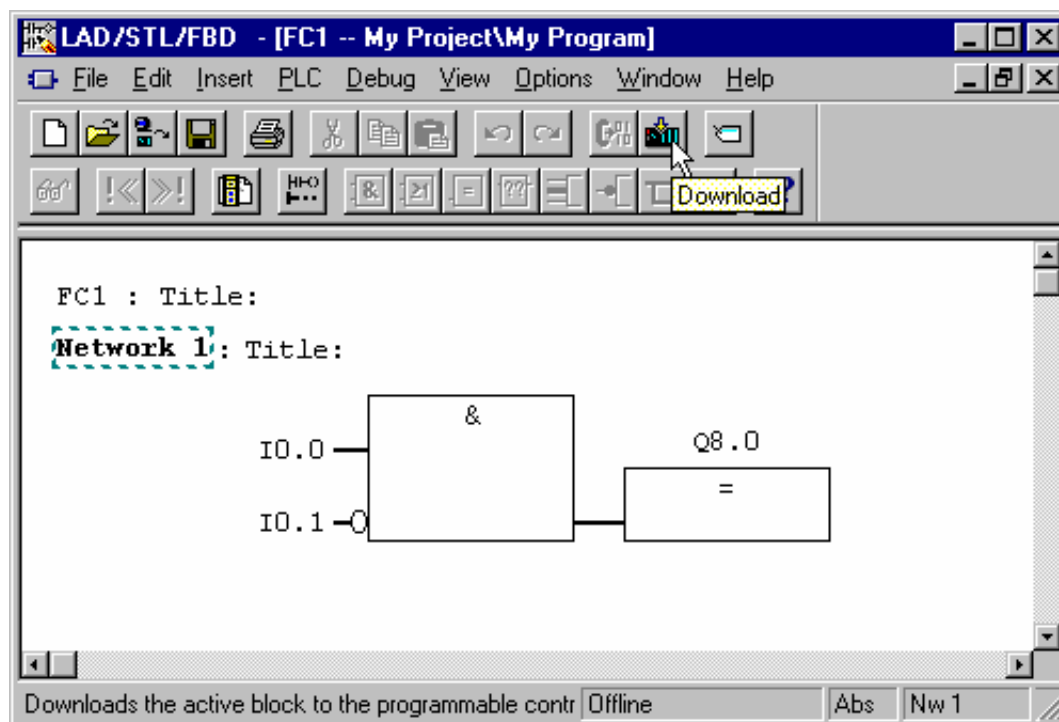 LAD/STL/FBD - [FC1 -- My Project\My Program]
File Edit Insert PLC Debug View Options Window Help
Download
FC1 : Title:
Network 1 : Title:
&
I0.0
Q8.0
=
I0.1
Downloads the active block to the programmable contr Offline Abs Nw 1